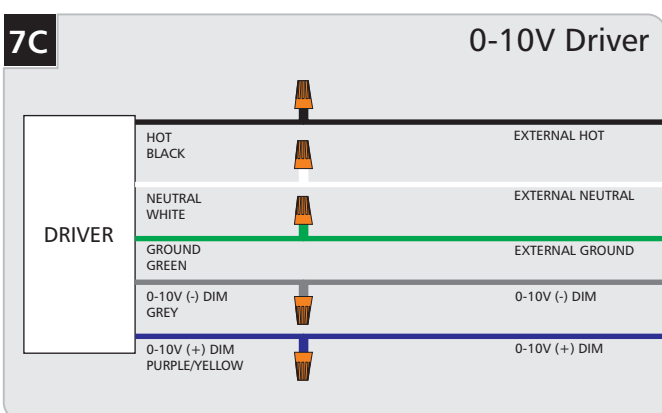 7C
0-10V Driver
DRIVER
HOT
BLACK
EXTERNAL HOT
NEUTRAL
WHITE
EXTERNAL NEUTRAL
GROUND
GREEN
EXTERNAL GROUND
0-10V (-) DIM
GREY
0-10V (-) DIM
0-10V (+) DIM
PURPLE/YELLOW
0-10V (+) DIM